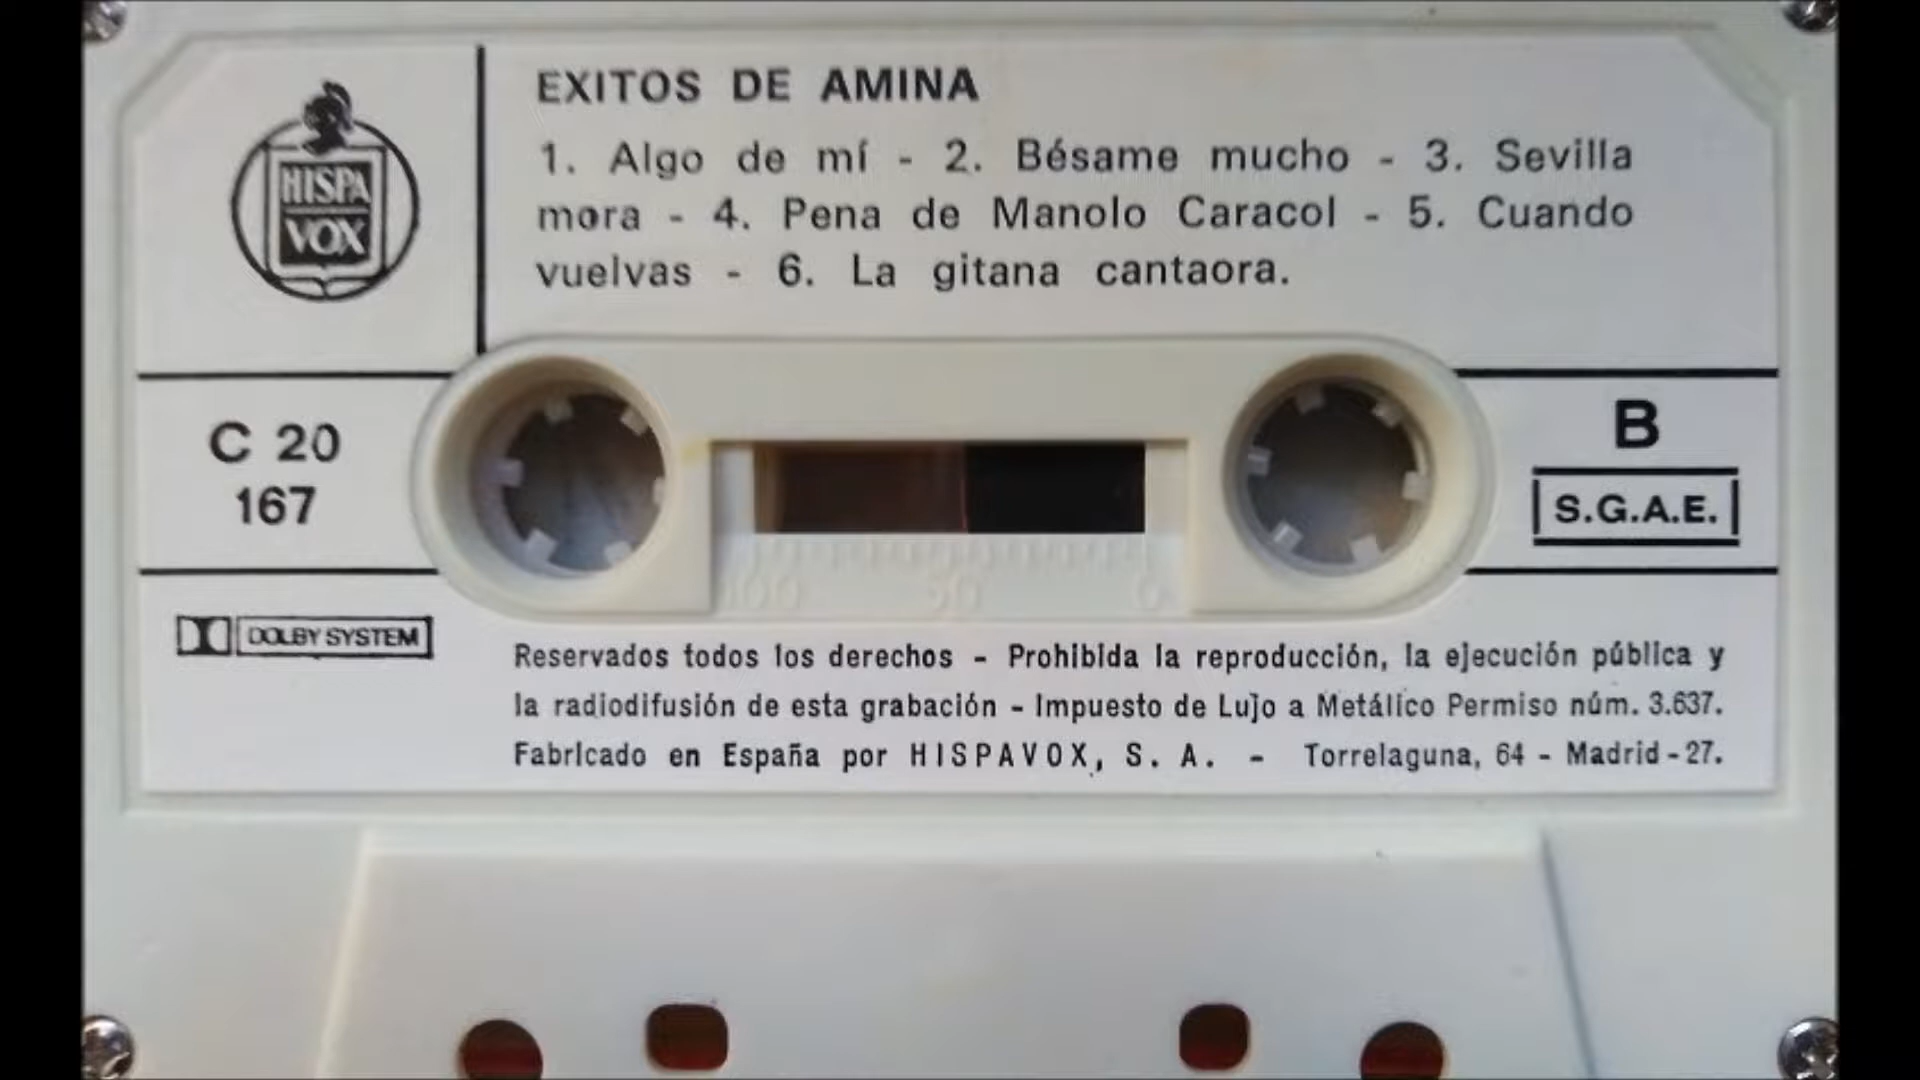 HISPA
VOX
EXITOS DE AMINA
1. Algo de mí - 2. Bésame mucho - 3. Sevilla
mora - 4. Pena de Manolo Caracol - 5. Cuando
vuelvas - 6. La gitana cantaora.
C 20
167
B
S.G.A.E.
100 50 0
DOLBY SYSTEM
Reservados todos los derechos - Prohibida la reproducción, la ejecución pública y
la radiodifusión de esta grabación - Impuesto de Lujo a Metálico Permiso núm. 3.637.
Fabricado en España por HISPAVOX, S. A. - Torrelaguna, 64 - Madrid-27.